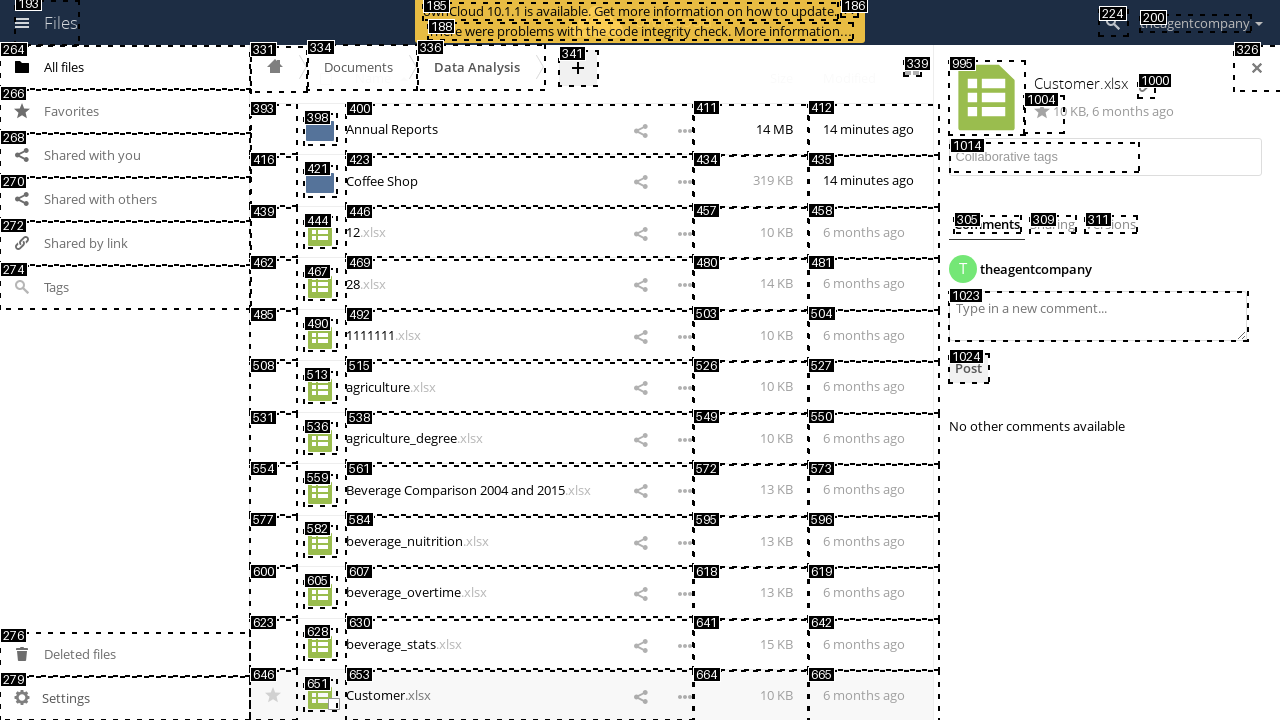 193
Files
185
ownCloud 10.1.1 is available. Get more information on how to update.
186
188
There were problems with the code integrity check. More information…
224
200
theagentcompany
264
All files
266
Favorites
268
Shared with you
270
Shared with others
272
Shared by link
274
Tags
276
Deleted files
279
Settings
331
334
Documents
336
Data Analysis
341
+
339
393
398
400
Annual Reports
411
14 MB
412
14 minutes ago
416
421
423
Coffee Shop
434
319 KB
435
14 minutes ago
439
444
446
12.xlsx
457
10 KB
458
6 months ago
462
467
469
28.xlsx
480
14 KB
481
6 months ago
485
490
492
1111111.xlsx
503
10 KB
504
6 months ago
508
513
515
agriculture.xlsx
526
10 KB
527
6 months ago
531
536
538
agriculture_degree.xlsx
549
10 KB
550
6 months ago
554
559
561
Beverage Comparison 2004 and 2015.xlsx
572
13 KB
573
6 months ago
577
582
584
beverage_nuitrition.xlsx
595
13 KB
596
6 months ago
600
605
607
beverage_overtime.xlsx
618
13 KB
619
6 months ago
623
628
630
beverage_stats.xlsx
641
15 KB
642
6 months ago
646
651
653
Customer.xlsx
664
10 KB
665
6 months ago
326
995
Customer.xlsx
1000
1004
10 KB, 6 months ago
1014
Collaborative tags
305
Comments
309
Sharing
311
Versions
T
theagentcompany
1023
Type in a new comment...
1024
Post
No other comments available